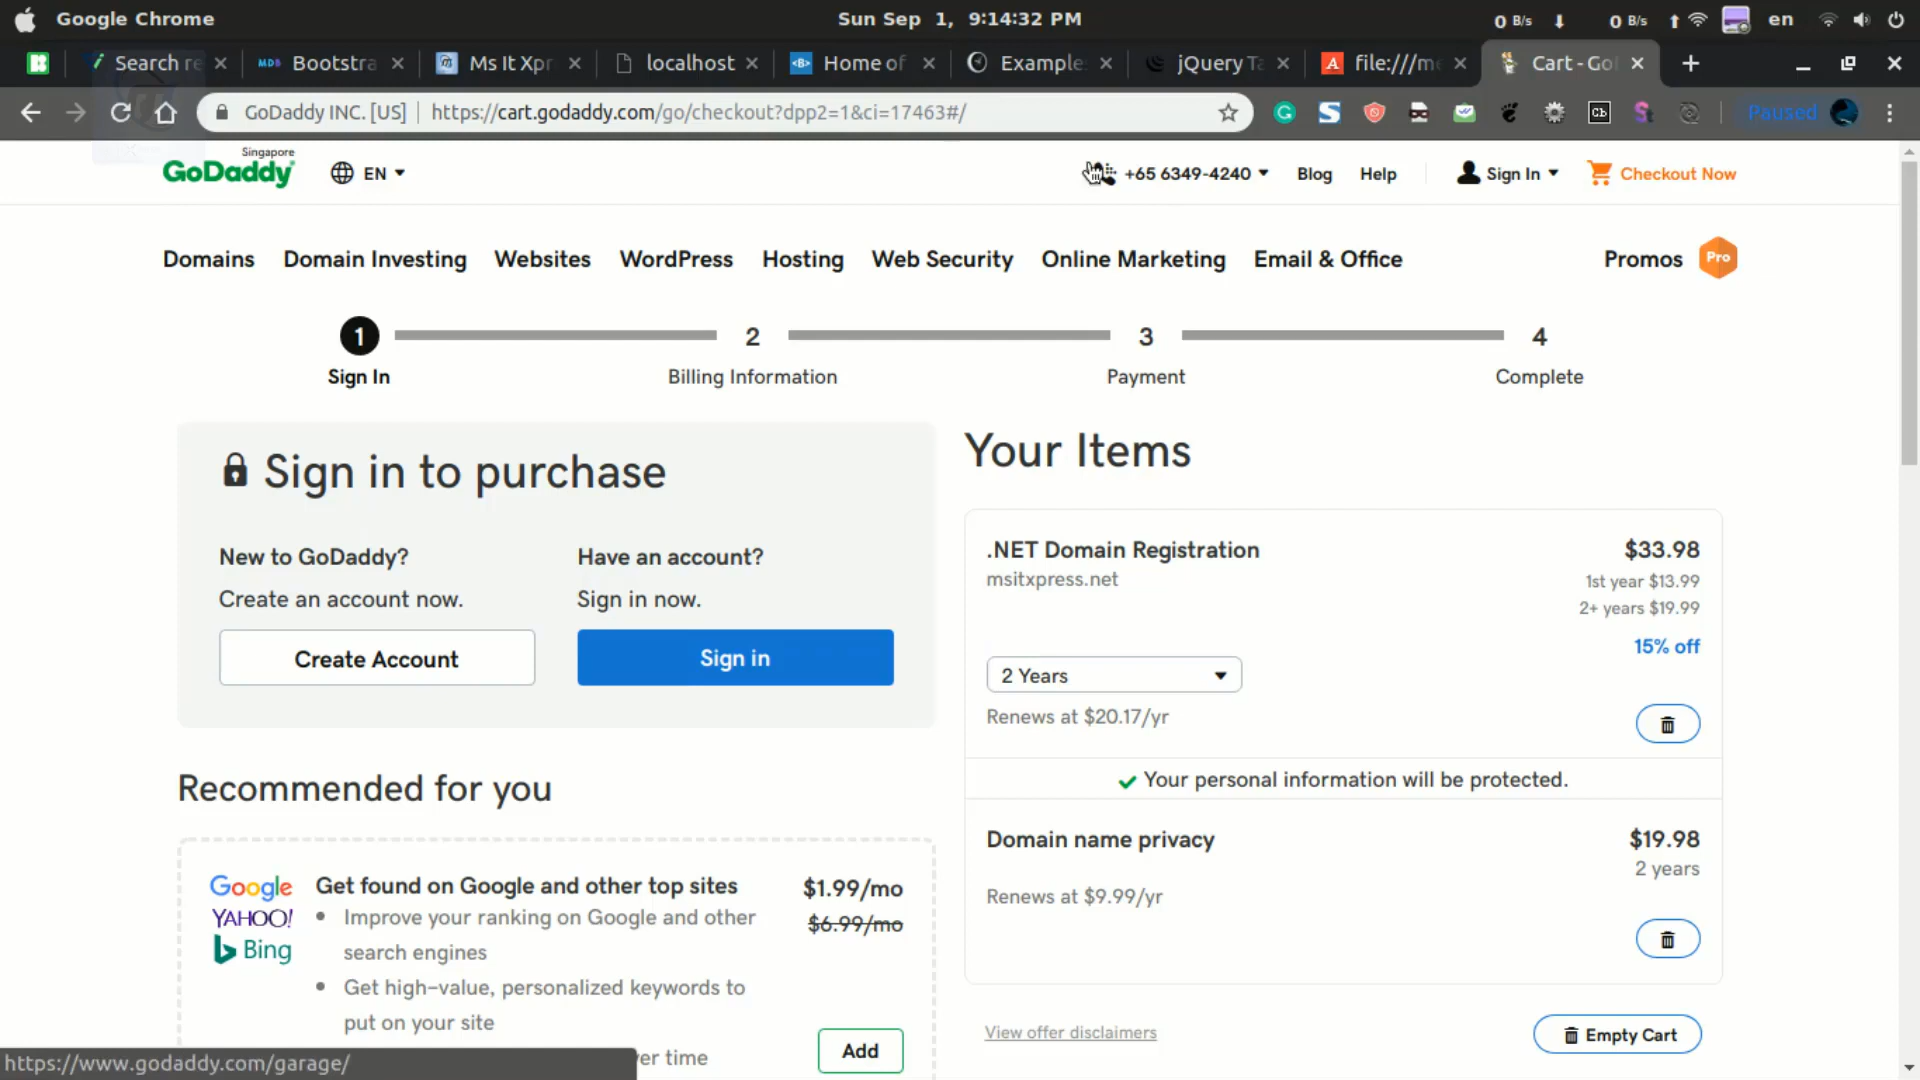 Google Chrome
Sun Sep 1, 9:14:32 PM
0 B/s
0 B/s
en
Search re
MDB Bootstra
Ms It Xpr
localhost
Home of
Example
jQuery Ta
file:///me
Cart - Go
GoDaddy INC. [US]
https://cart.godaddy.com/go/checkout?dpp2=1&ci=17463#/
Paused
Singapore
GoDaddy
EN
+65 6349-4240
Blog
Help
Sign In
Checkout Now
Domains
Domain Investing
Websites
WordPress
Hosting
Web Security
Online Marketing
Email & Office
Promos
Pro
1
2
3
4
Sign In
Billing Information
Payment
Complete
Sign in to purchase
New to GoDaddy?
Create an account now.
Create Account
Have an account?
Sign in now.
Sign in
Recommended for you
Google
YAHOO!
Bing
Get found on Google and other top sites
Improve your ranking on Google and other
search engines
Get high-value, personalized keywords to
put on your site
er time
$1.99/mo
$6.99/mo
Add
Your Items
.NET Domain Registration
msitxpress.net
$33.98
1st year $13.99
2+ years $19.99
15% off
2 Years
Renews at $20.17/yr
Your personal information will be protected.
Domain name privacy
$19.98
2 years
Renews at $9.99/yr
View offer disclaimers
Empty Cart
https://www.godaddy.com/garage/